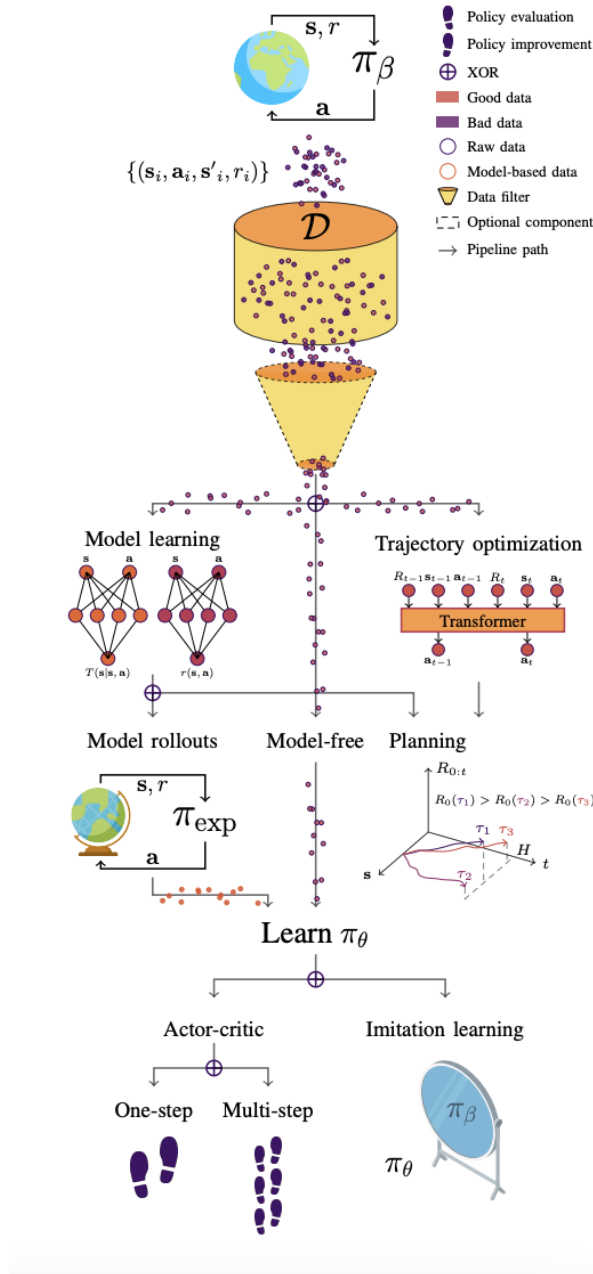 s, r
π_β
a
Policy evaluation
Policy improvement
XOR
Good data
Bad data
Raw data
Model-based data
Data filter
Optional component
Pipeline path
{(s_i, a_i, s'_i, r_i)}
D
Model learning
s a s a
T(s|s, a) r(s, a)
Trajectory optimization
R_{t−1} s_{t−1} a_{t−1} R_t s_t a_t
Transformer
a_{t−1} a_t
Model rollouts
Model-free
Planning
s, r
π_exp
a
R_{0:t}
R_0(τ_1) > R_0(τ_2) > R_0(τ_3)
τ_1 τ_3
H
t
s
τ_2
Learn π_θ
Actor-critic
Imitation learning
One-step
Multi-step
π_β
π_θ